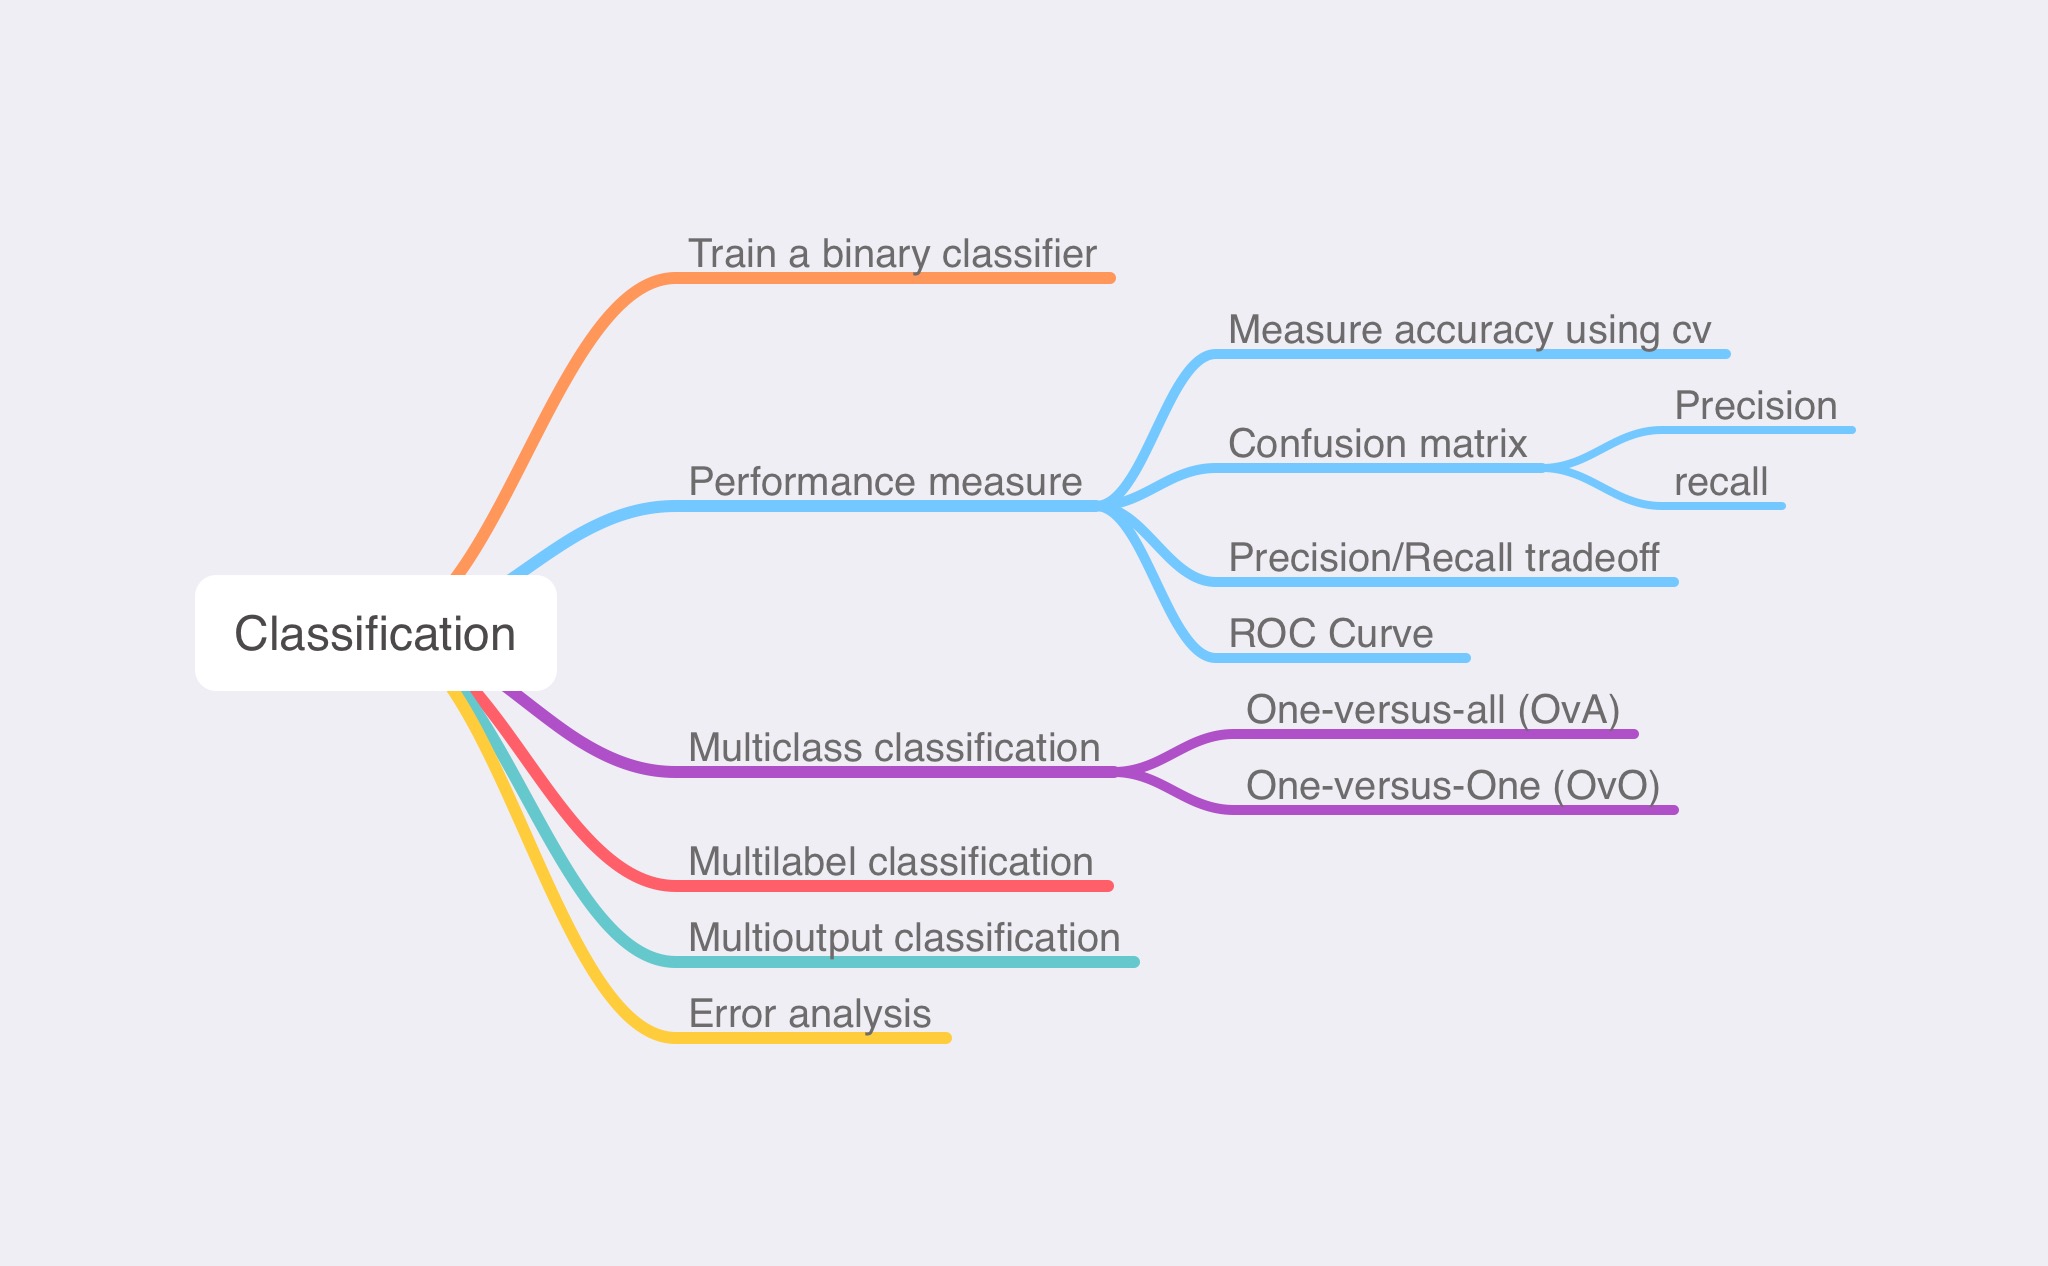 Classification
Train a binary classifier
Performance measure
Measure accuracy using cv
Confusion matrix
Precision
recall
Precision/Recall tradeoff
ROC Curve
Multiclass classification
One-versus-all (OvA)
One-versus-One (OvO)
Multilabel classification
Multioutput classification
Error analysis